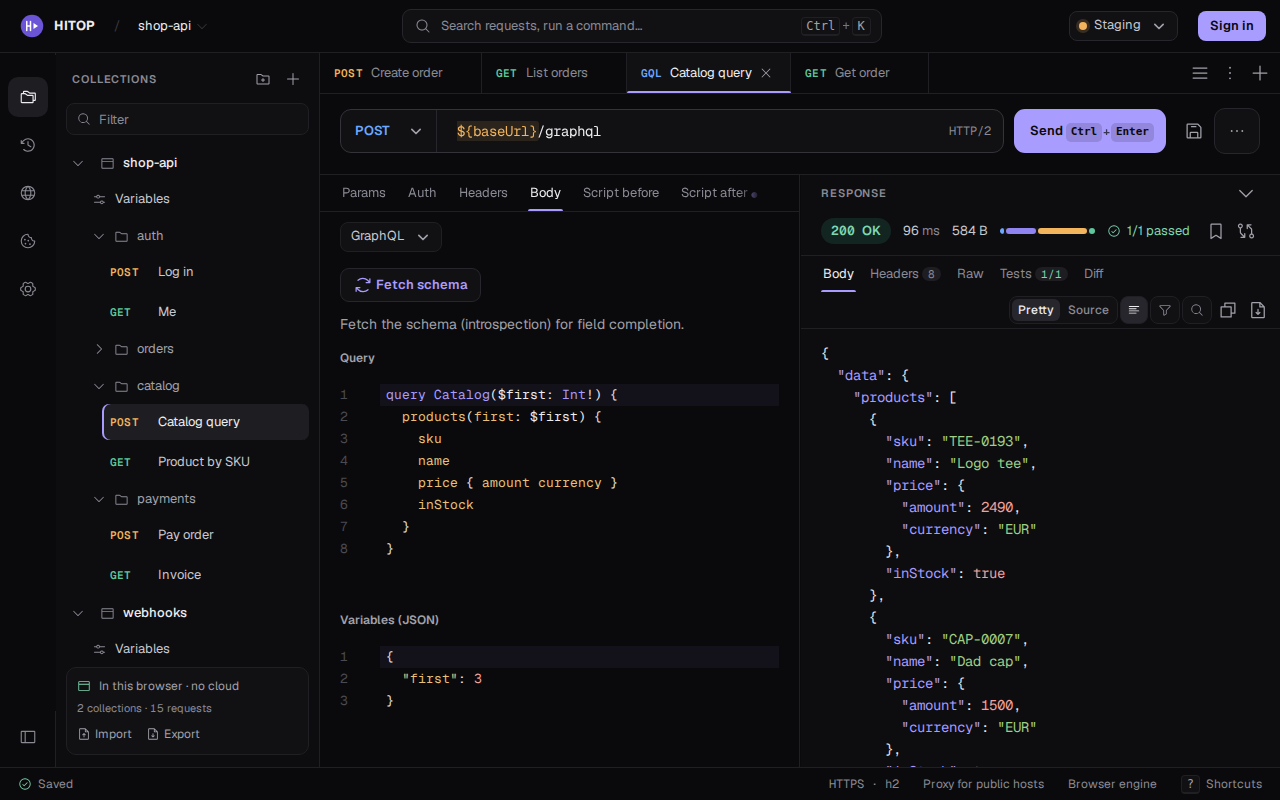 HITOP / shop-api
Search requests, run a command... Ctrl + K
Staging
Sign in
COLLECTIONS
Filter
shop-api
Variables
auth
POST Log in
GET Me
orders
catalog
POST Catalog query
GET Product by SKU
payments
POST Pay order
GET Invoice
webhooks
Variables
In this browser · no cloud
2 collections · 15 requests
Import Export
POST Create order
GET List orders
GQL Catalog query
GET Get order
POST
${baseUrl}/graphql
HTTP/2
Send Ctrl+Enter
Params Auth Headers Body Script before Script after
GraphQL
Fetch schema
Fetch the schema (introspection) for field completion.
Query
1 query Catalog($first: Int!) {
2 products(first: $first) {
3 sku
4 name
5 price { amount currency }
6 inStock
7 }
8 }
Variables (JSON)
1 {
2 "first": 3
3 }
RESPONSE
200 OK 96 ms 584 B 1/1 passed
Body Headers 8 Raw Tests 1/1 Diff
Pretty Source
{
"data": {
"products": [
{
"sku": "TEE-0193",
"name": "Logo tee",
"price": {
"amount": 2490,
"currency": "EUR"
},
"inStock": true
},
{
"sku": "CAP-0007",
"name": "Dad cap",
"price": {
"amount": 1500,
"currency": "EUR"
},
Saved
HTTPS · h2 Proxy for public hosts Browser engine ? Shortcuts